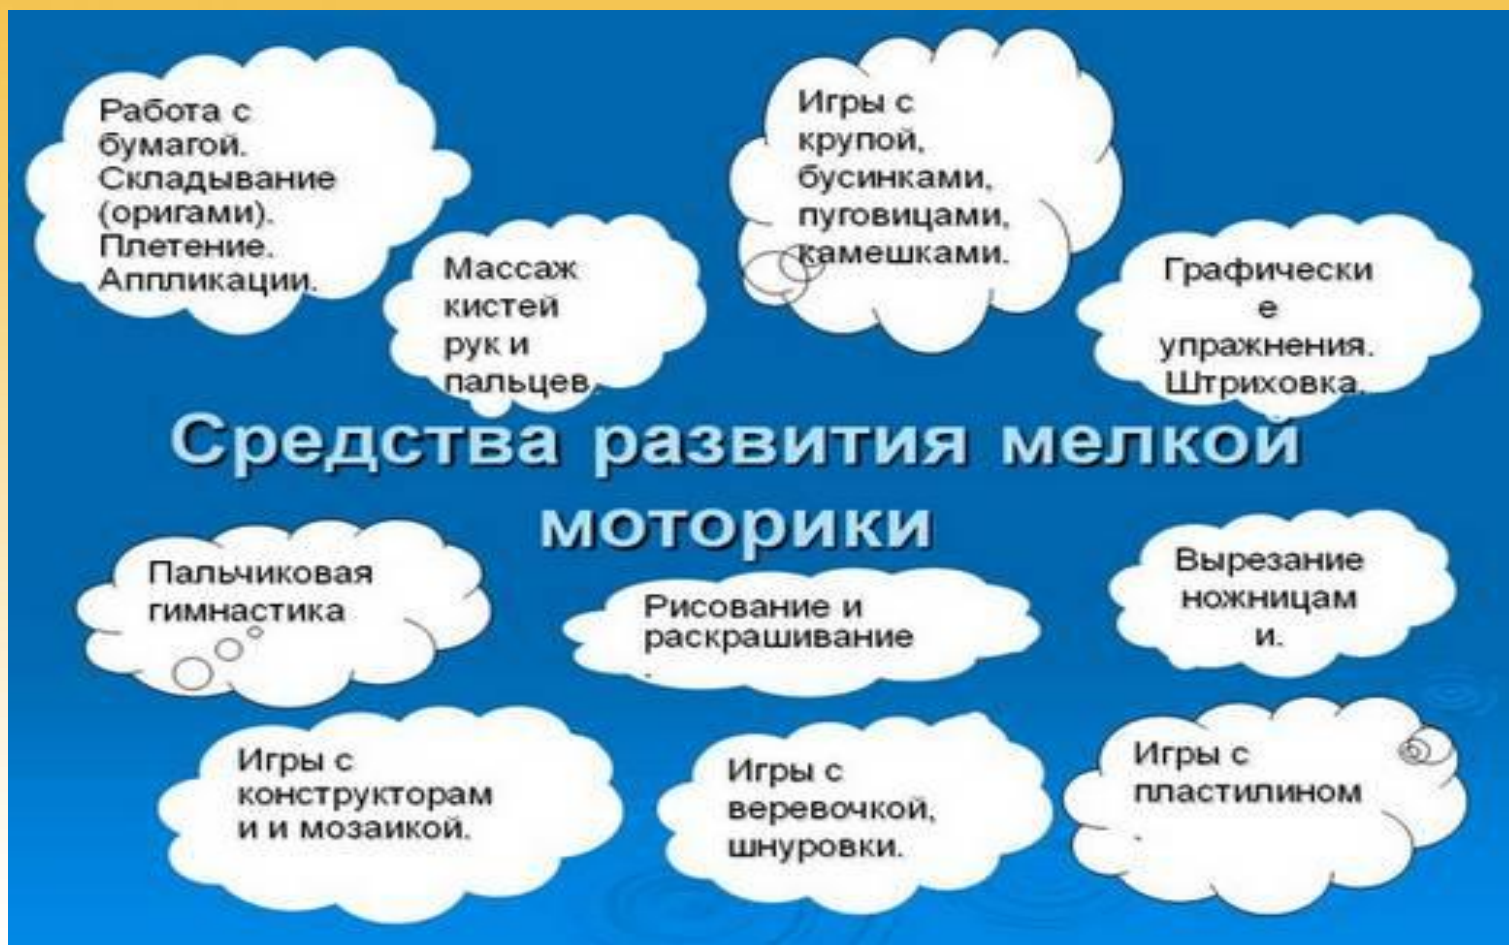 Работа с
бумагой.
Складывание
(оригами).
Плетение.
Аппликации.
Массаж
кистей
рук и
пальцев.
Игры с
крупой,
бусинками,
пуговицами,
камешками.
Графически
е
упражнения.
Штриховка.
Средства развития мелкой
моторики
Пальчиковая
гимнастика
Рисование и
раскрашивание
.
Вырезание
ножницам
и.
Игры с
конструкторам
и и мозаикой.
Игры с
веревочкой,
шнуровки.
Игры с
пластилином
.